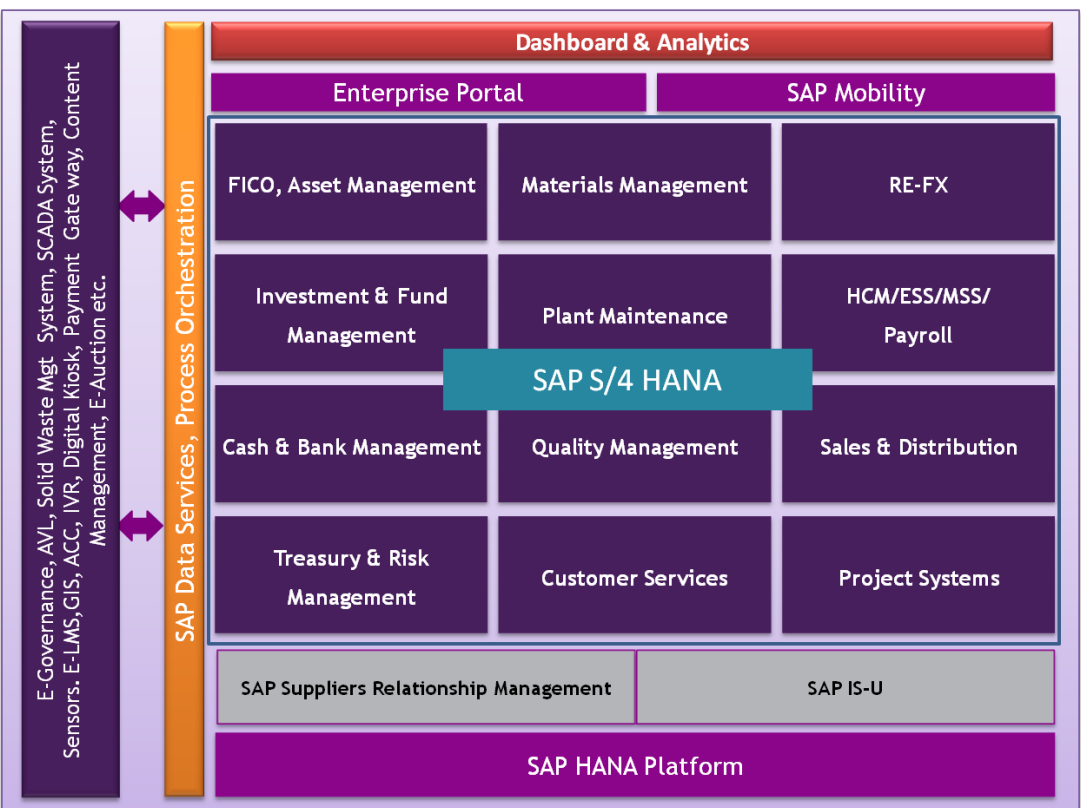 E-Governance, AVL, Solid Waste Mgt System, SCADA System,
Sensors. E-LMS,GIS, ACC, IVR, Digital Kiosk, Payment Gate way, Content
Management, E-Auction etc.
SAP Data Services, Process Orchestration
Dashboard & Analytics
Enterprise Portal
SAP Mobility
FICO, Asset Management
Materials Management
RE-FX
Investment & Fund
Management
Plant Maintenance
HCM/ESS/MSS/
Payroll
SAP S/4 HANA
Cash & Bank Management
Quality Management
Sales & Distribution
Treasury & Risk
Management
Customer Services
Project Systems
SAP Suppliers Relationship Management
SAP IS-U
SAP HANA Platform